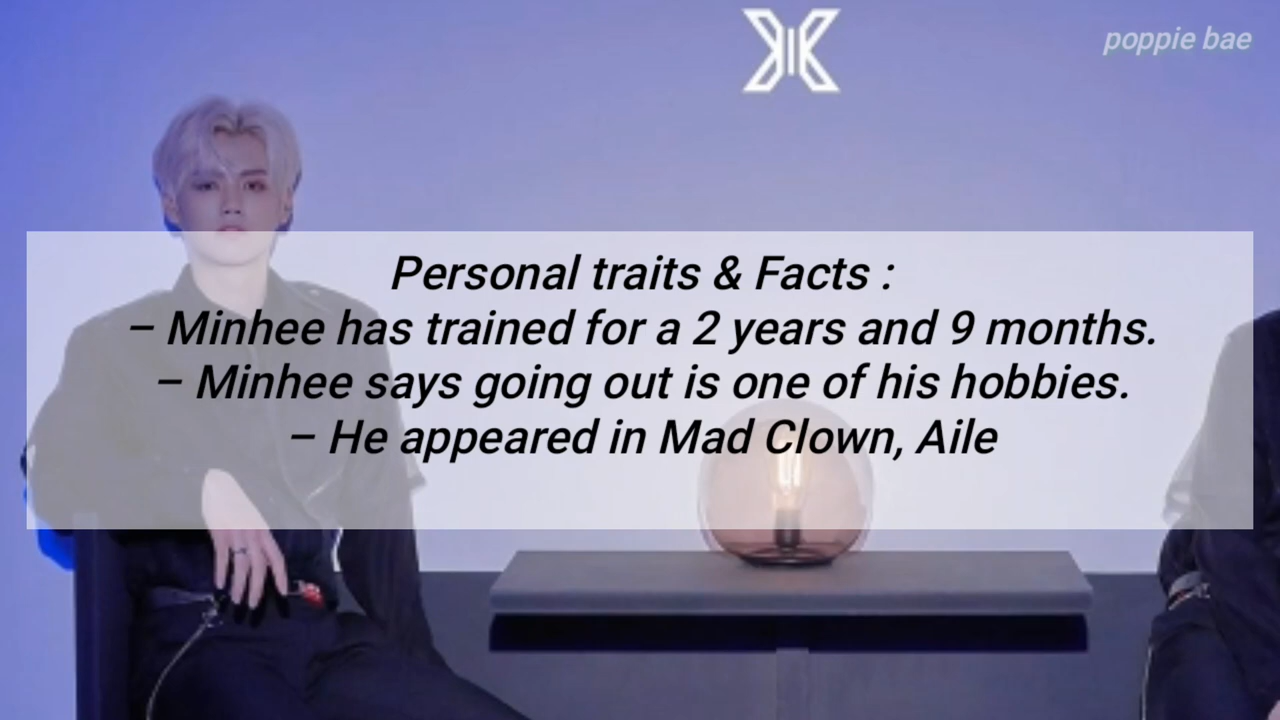 poppie bae
Personal traits & Facts :
– Minhee has trained for a 2 years and 9 months.
– Minhee says going out is one of his hobbies.
– He appeared in Mad Clown, Aile